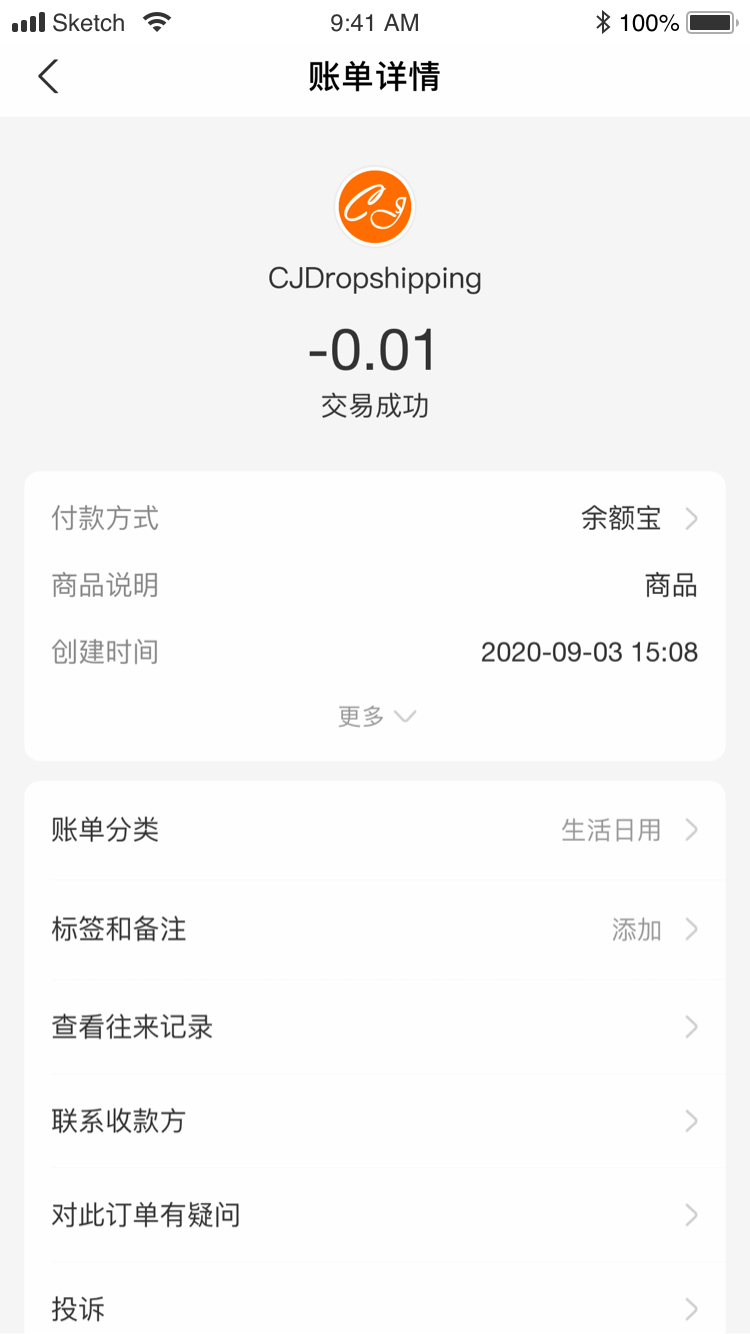 Sketch 9:41 AM 100%
账单详情
CJ
CJDropshipping
-0.01
交易成功
付款方式 余额宝
商品说明 商品
创建时间 2020-09-03 15:08
更多
账单分类 生活日用
标签和备注 添加
查看往来记录
联系收款方
对此订单有疑问
投诉